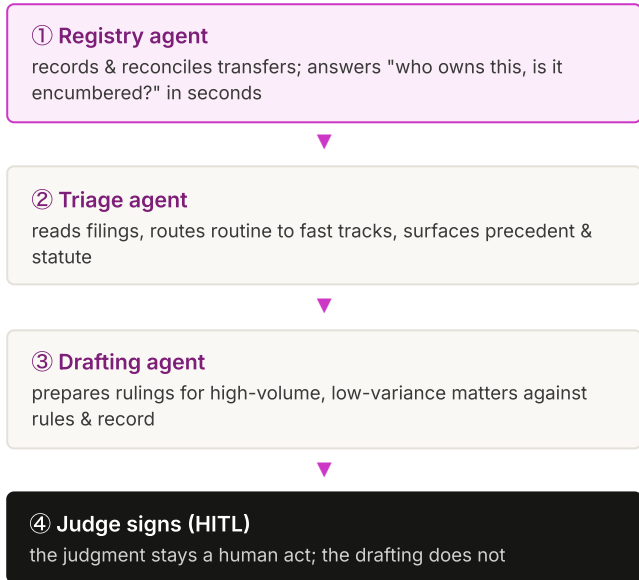 ① Registry agent
records & reconciles transfers; answers "who owns this, is it
encumbered?" in seconds
② Triage agent
reads filings, routes routine to fast tracks, surfaces precedent &
statute
③ Drafting agent
prepares rulings for high-volume, low-variance matters against
rules & record
④ Judge signs (HITL)
the judgment stays a human act; the drafting does not